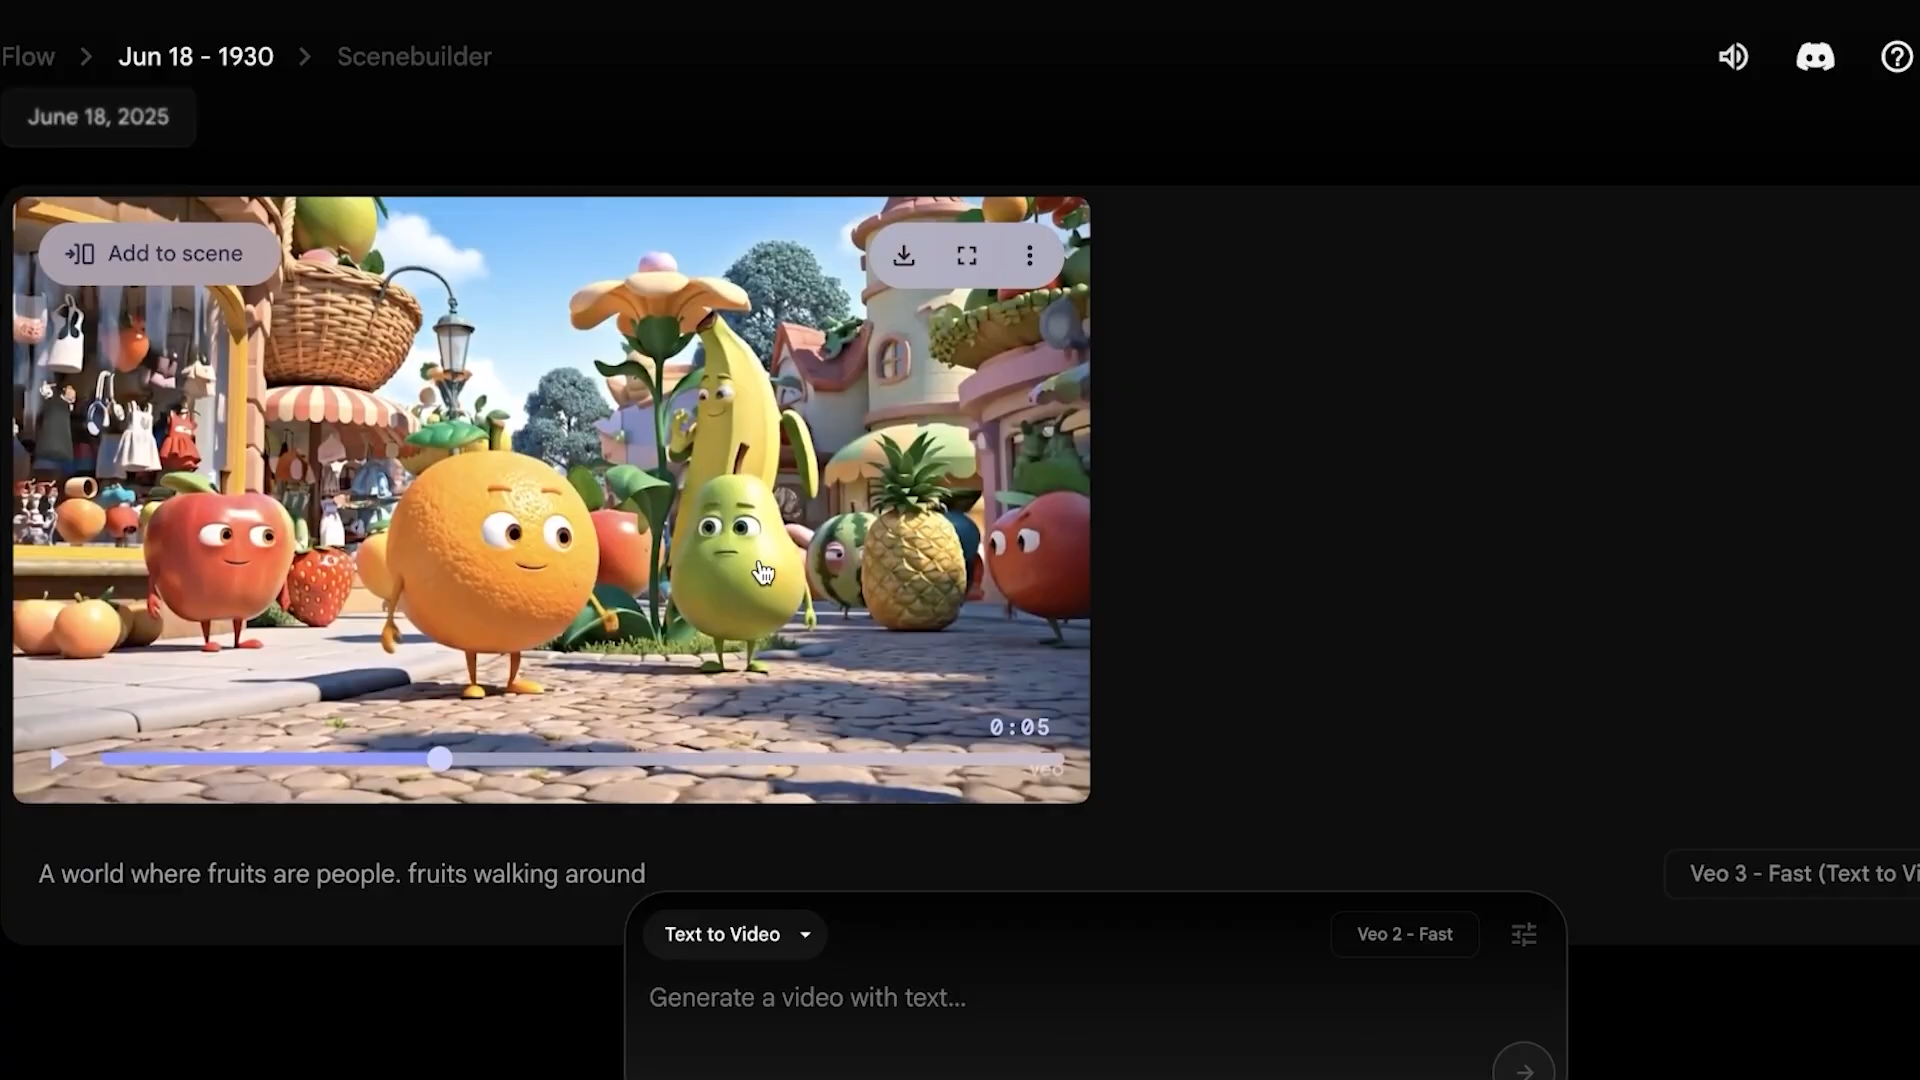 Flow > Jun 18 - 1930 > Scenebuilder
June 18, 2025
Add to scene
0:05
veo
A world where fruits are people. fruits walking around
Veo 3 - Fast (Text to Vi
Text to Video
Veo 2 - Fast
Generate a video with text...